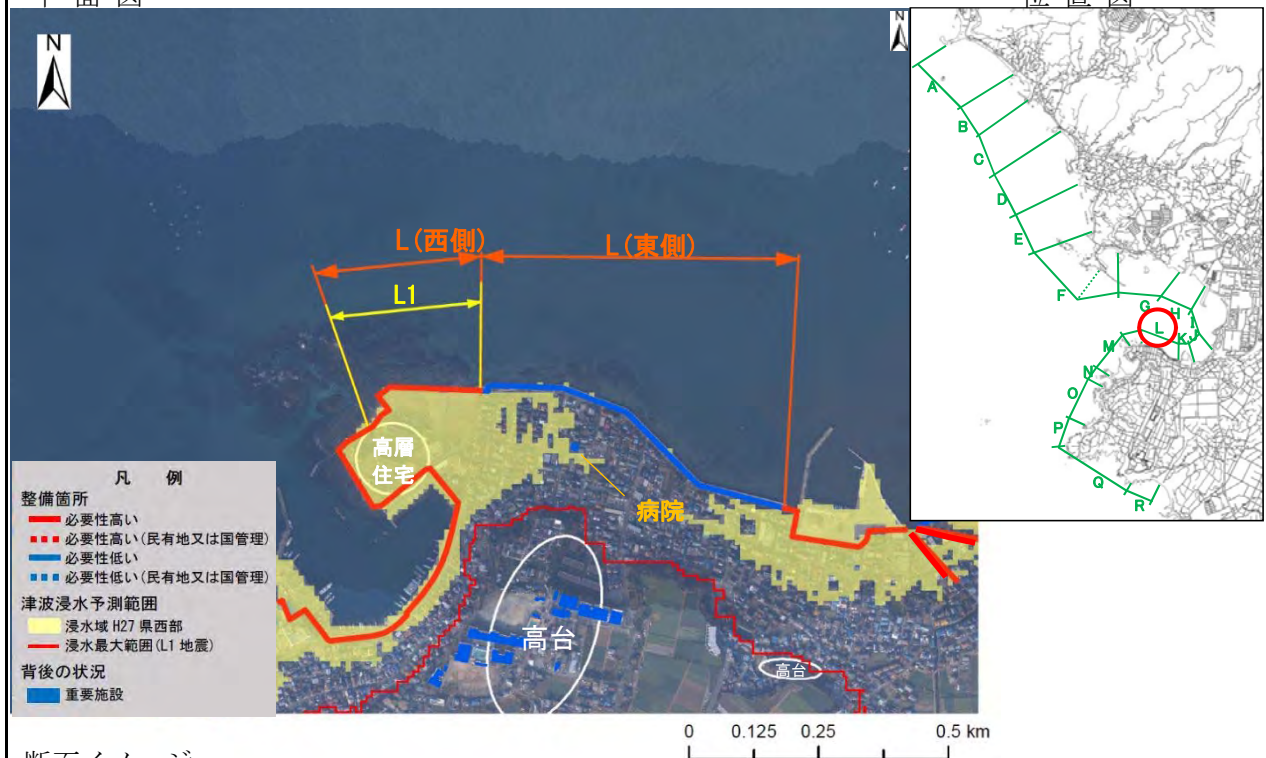 平面図
位置図
N
N
L(西側)
L(東側)
L1
高層
住宅
病院
高台
高台
凡 例
整備箇所
必要性高い
必要性高い(民有地又は国管理)
必要性低い
必要性低い(民有地又は国管理)
津波浸水予測範囲
浸水域 H27 県西部
浸水最大範囲(L1 地震)
背後の状況
重要施設
A
B
C
D
E
F
G
H
I
J
K
L
M
N
O
P
Q
R
0 0.125 0.25 0.5 km
断面イメージ